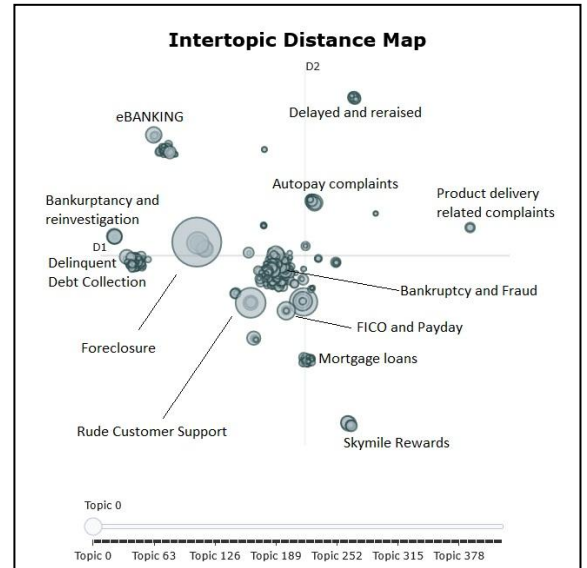 Intertopic Distance Map
D2
Delayed and reraised
eBANKING
Autopay complaints
Product delivery
related complaints
Bankurptancy and
reinvestigation
D1
Delinquent
Debt Collection
Bankruptcy and Fraud
FICO and Payday
Foreclosure
Mortgage loans
Rude Customer Support
Skymile Rewards
Topic 0
Topic 0 Topic 63 Topic 126 Topic 189 Topic 252 Topic 315 Topic 378